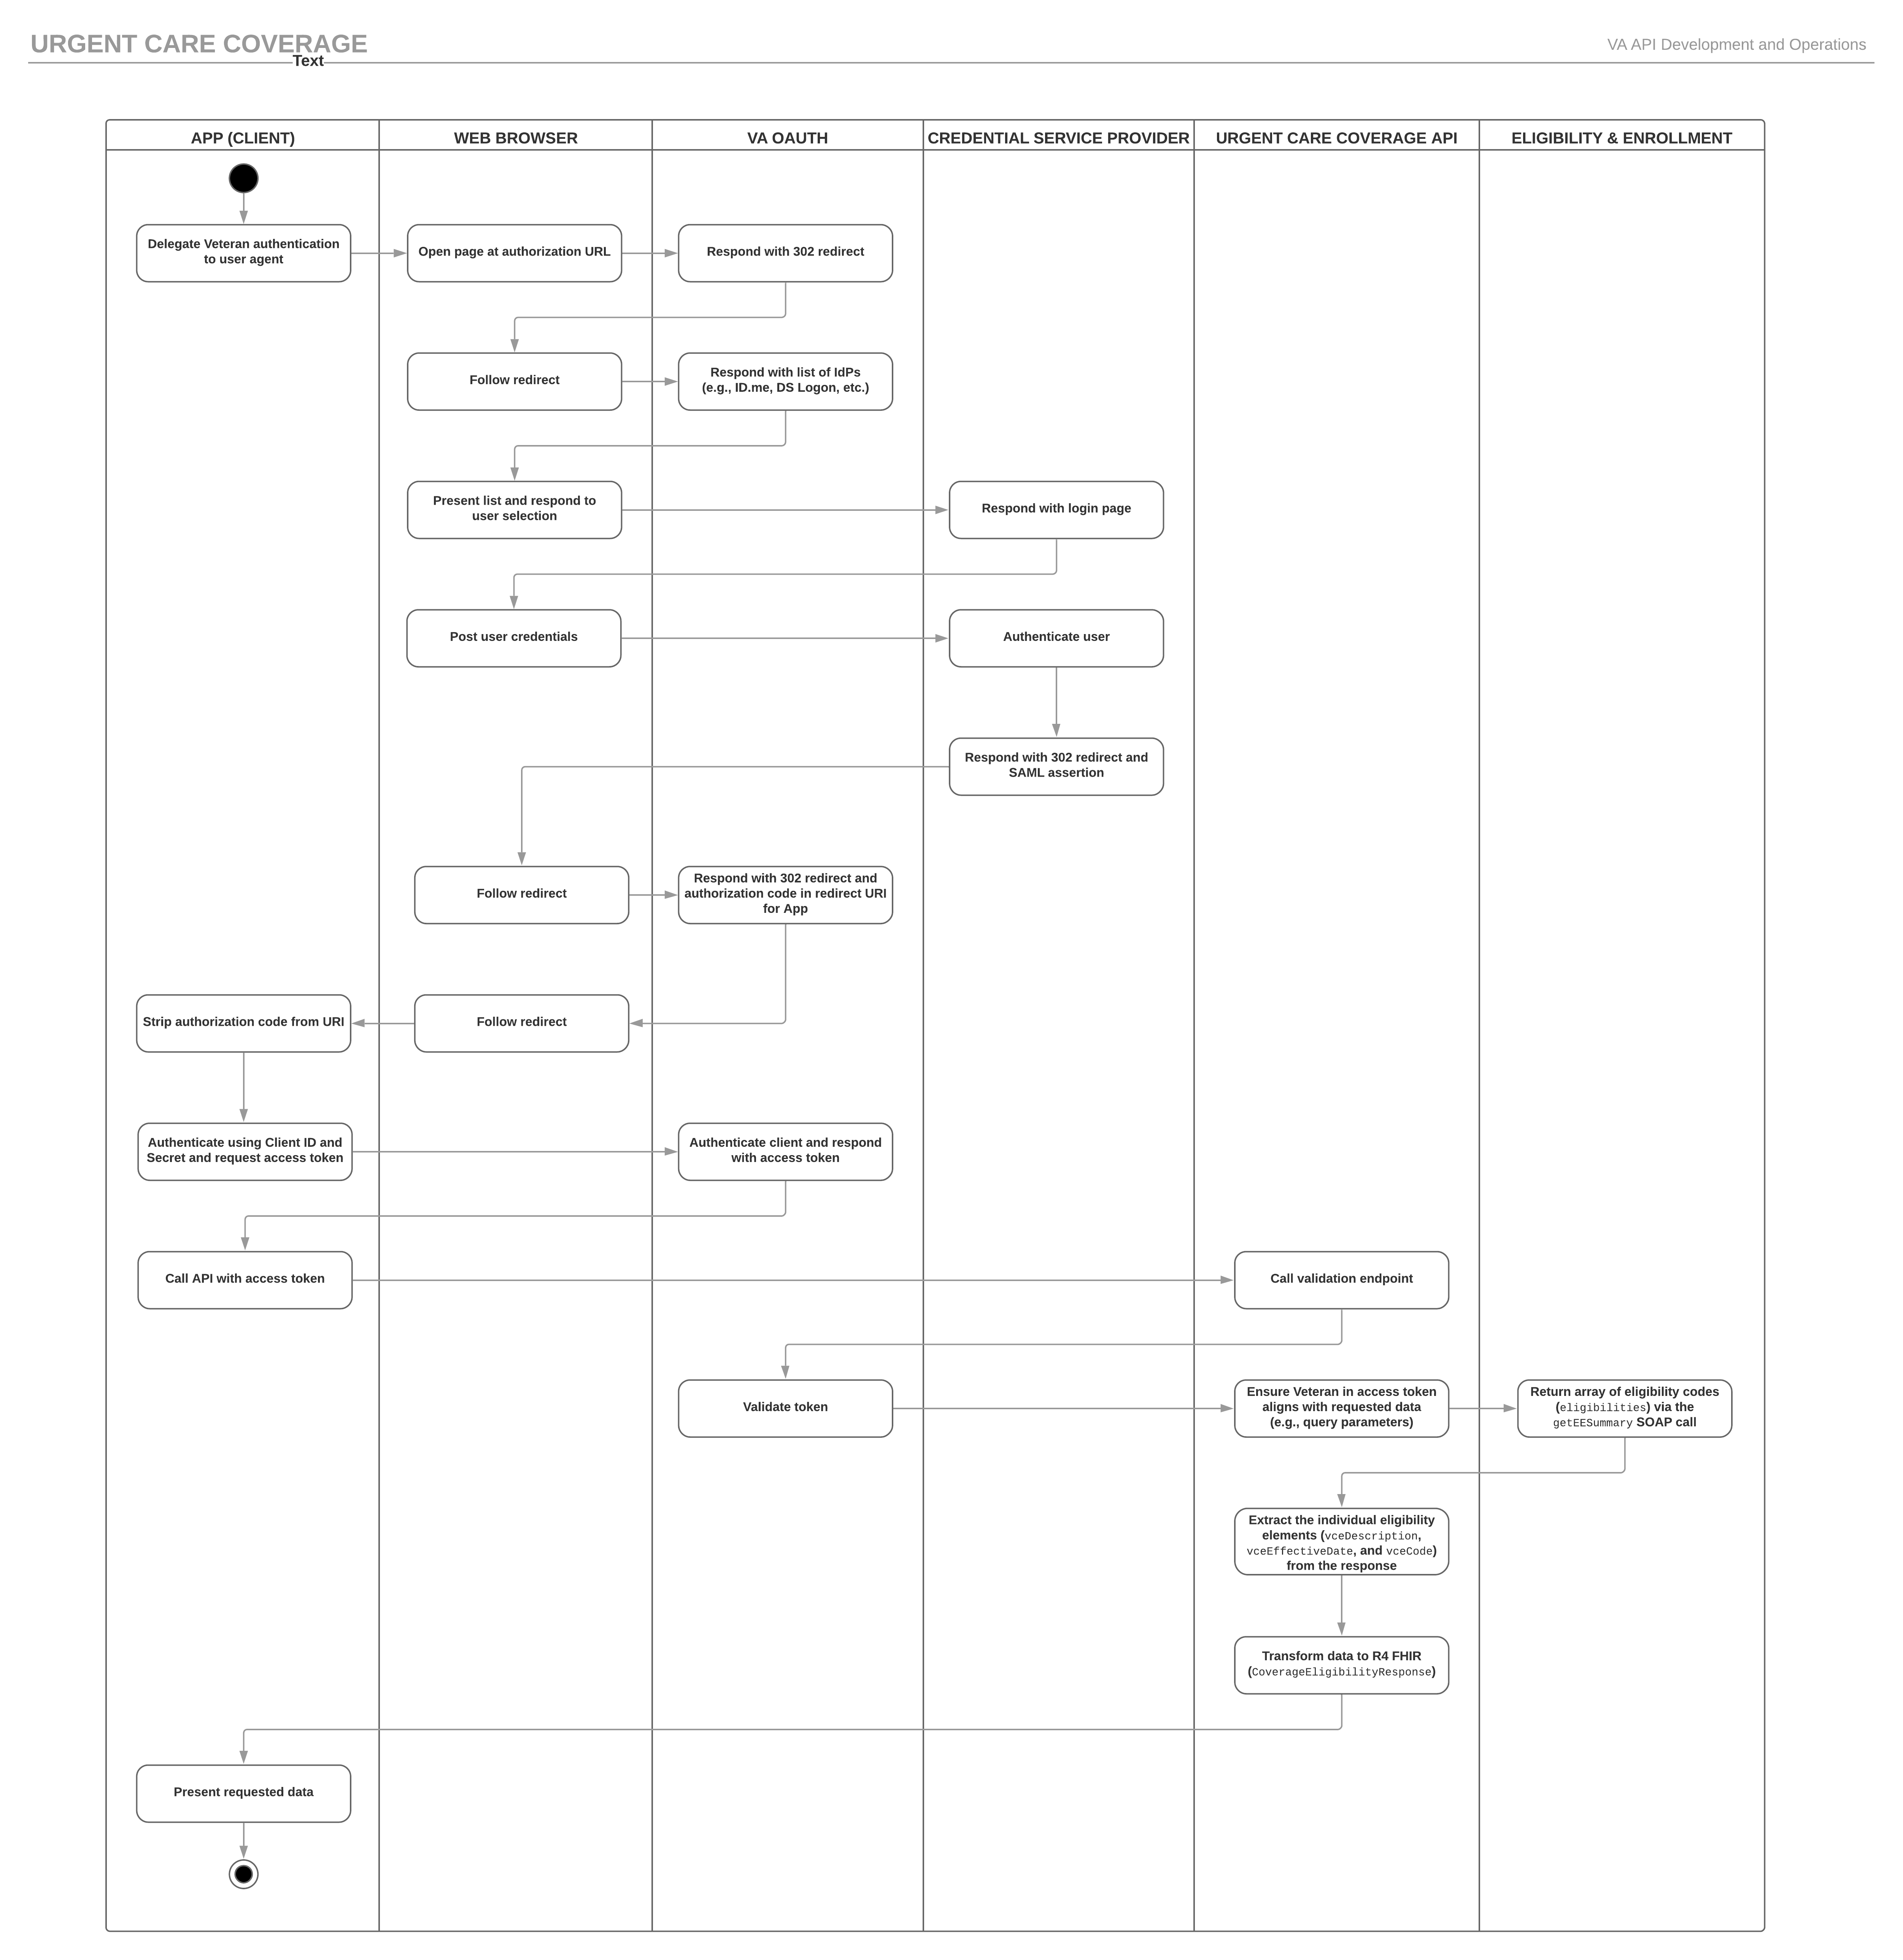 URGENT CARE COVERAGE
Text
VA API Development and Operations
APP (CLIENT)
WEB BROWSER
VA OAUTH
CREDENTIAL SERVICE PROVIDER
URGENT CARE COVERAGE API
ELIGIBILITY & ENROLLMENT
Delegate Veteran authentication
to user agent
Open page at authorization URL
Respond with 302 redirect
Follow redirect
Respond with list of IdPs
(e.g., ID.me, DS Logon, etc.)
Present list and respond to
user selection
Respond with login page
Post user credentials
Authenticate user
Respond with 302 redirect and
SAML assertion
Follow redirect
Respond with 302 redirect and
authorization code in redirect URI
for App
Strip authorization code from URI
Follow redirect
Authenticate using Client ID and
Secret and request access token
Authenticate client and respond
with access token
Call API with access token
Call validation endpoint
Validate token
Ensure Veteran in access token
aligns with requested data
(e.g., query parameters)
Return array of eligibility codes
(eligibilities) via the
getEESummary SOAP call
Extract the individual eligibility
elements (vceDescription,
vceEffectiveDate, and vceCode)
from the response
Transform data to R4 FHIR
(CoverageEligibilityResponse)
Present requested data